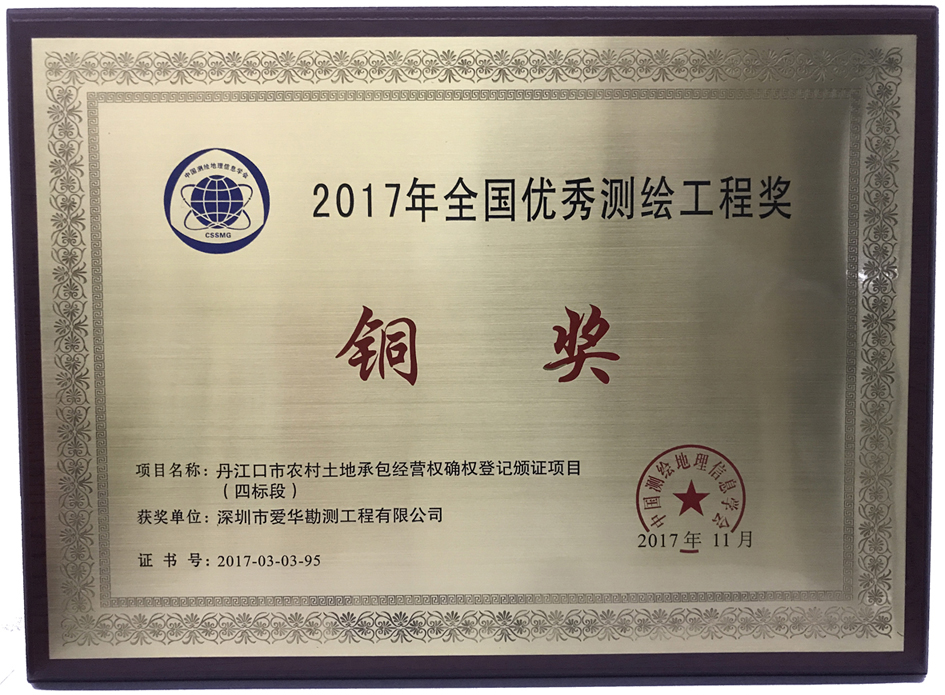 中国测绘地理信息学会
CSSMG
2017年全国优秀测绘工程奖
铜 奖
项目名称：丹江口市农村土地承包经营权确权登记颁证项目
（四标段）
获奖单位：深圳市爱华勘测工程有限公司
证 书 号：2017-03-03-95
中国测绘地理信息学会
2017年 11月